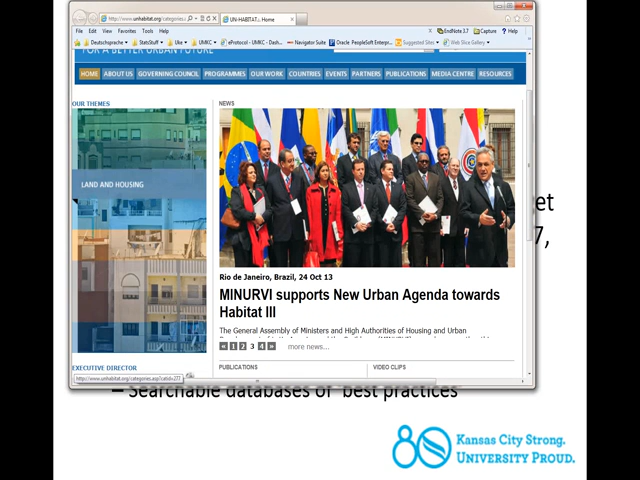 http://www.unhabitat.org/categories.a
UN-HABITAT.: Home
File Edit View Favorites Tools Help
EndNote 3.7 Capture Help
Deutschsprache StatsStuff Uke UMKC eProtocol - UMKC - Dash... Navigator Suite Oracle PeopleSoft Enterpri... Suggested Sites Web Slice Gallery
FOR A BETTER URBAN FUTURE
HOME ABOUT US GOVERNING COUNCIL PROGRAMMES OUR WORK COUNTRIES EVENTS PARTNERS PUBLICATIONS MEDIA CENTRE RESOURCES
OUR THEMES
LAND AND HOUSING
NEWS
Rio de Janeiro, Brazil, 24 Oct 13
MINURVI supports New Urban Agenda towards
Habitat III
The General Assembly of Ministers and High Authorities of Housing and Urban
« 1 2 3 4 » more news...
EXECUTIVE DIRECTOR
PUBLICATIONS
VIDEO CLIPS
http://www.unhabitat.org/categories.asp?catid=277
et
7,
– Searchable databases of "best practices"
80 Kansas City Strong.
University Proud.